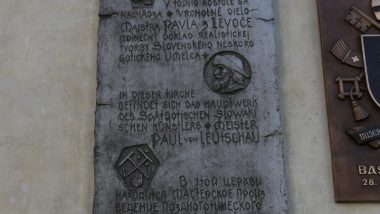 V TOMTO KOSTOLE SA
NACHÁDZA • VRCHOLNÉ DIELO
MAJSTRA PAVLA Z LEVOČE
JEDINEČNÝ DOKLAD REALISTICKEJ
TVORBY SLOVENSKÉHO NESKORO
GOTICKÉHO UMELCA •
IN DIESER KIRCHE
BEFINDET SICH DAS HAUPTWERK
DES SPÄTGOTISCHEN SLOWAKI
SCHEN KÜNSTLERS • MEISTER
PAUL VON LEUTSCHAU
В ЭТОЙ ЦЕРКВИ
НАХОДИТСЯ МАСТЕРСКОЕ ПРОИЗ
ВЕДЕНИЕ ПОЗДНОГОТИЧЕСКОГО
BAS
28.